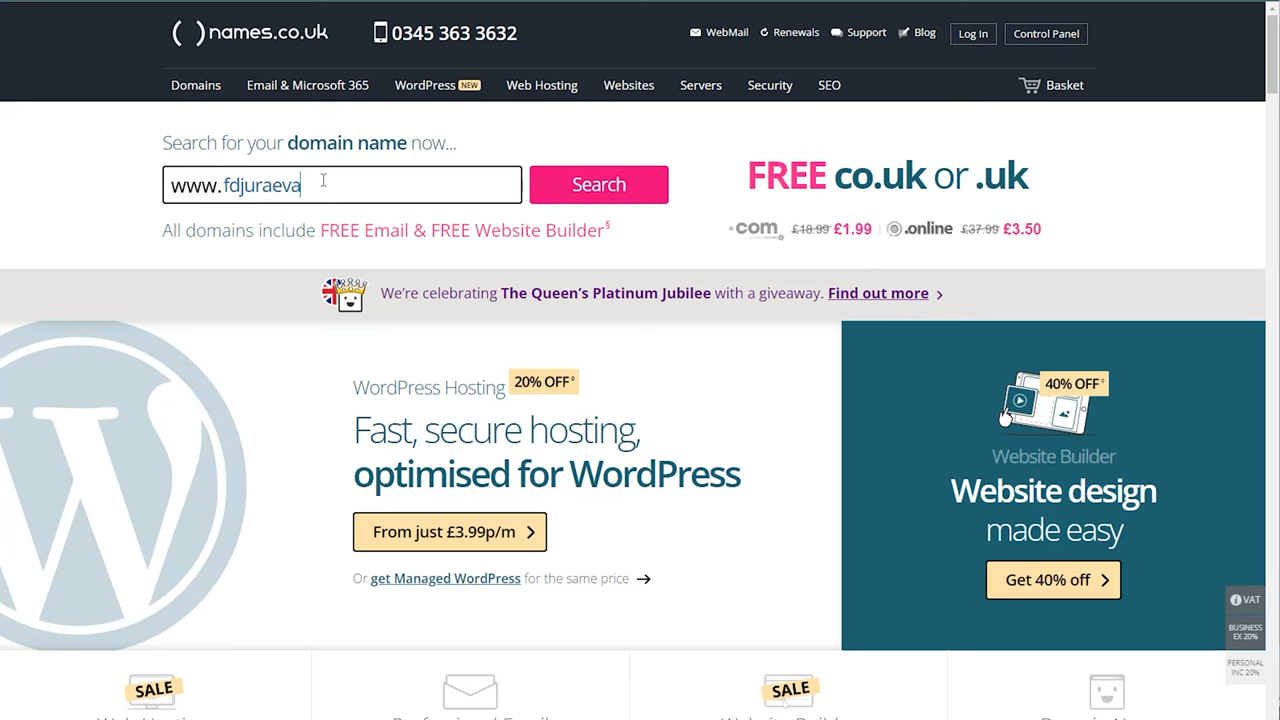 ( ) names.co.uk
0345 363 3632
WebMail Renewals Support Blog Log In Control Panel
Domains Email & Microsoft 365 WordPress NEW Web Hosting Websites Servers Security SEO Basket
Search for your domain name now...
www. fdjuraeva Search
All domains include FREE Email & FREE Website Builder§
FREE co.uk or .uk
.com £18.99 £1.99 .online £37.99 £3.50
We're celebrating The Queen's Platinum Jubilee with a giveaway. Find out more
WordPress Hosting 20% OFF◊
Fast, secure hosting,
optimised for WordPress
From just £3.99p/m
Or get Managed WordPress for the same price
40% OFF◊
Website Builder
Website design
made easy
Get 40% off
VAT
BUSINESS
EX 20%
PERSONAL
INC 20%
SALE
SALE